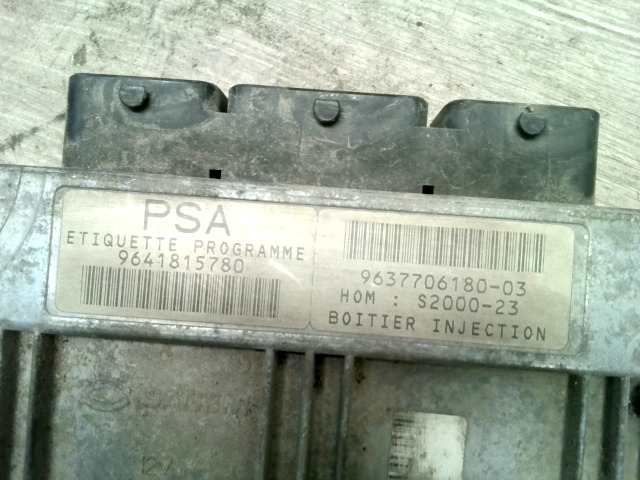 PSA
ETIQUETTE PROGRAMME
9641815780
9637706180-03
HOM : S2000-23
BOITIER INJECTION